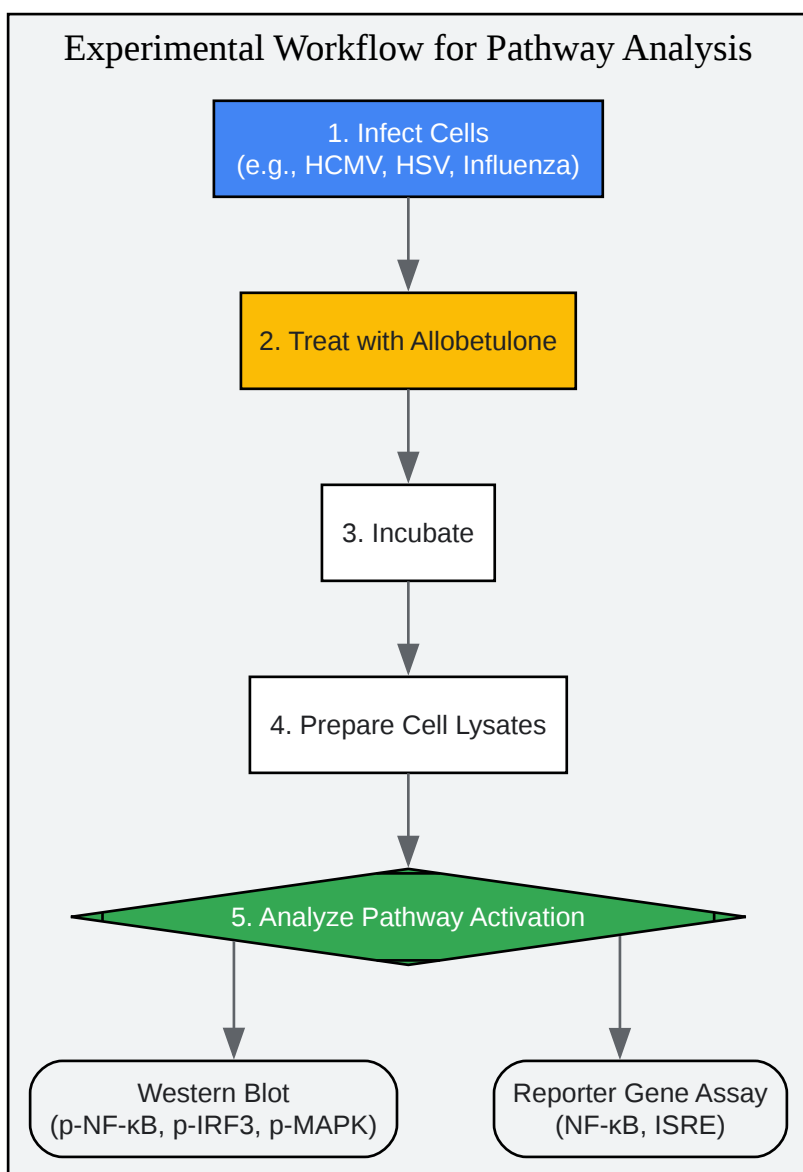 Experimental Workflow for Pathway Analysis
1. Infect Cells
(e.g., HCMV, HSV, Influenza)
2. Treat with Allobetulone
3. Incubate
4. Prepare Cell Lysates
5. Analyze Pathway Activation
Western Blot
(p-NF-κB, p-IRF3, p-MAPK)
Reporter Gene Assay
(NF-κB, ISRE)